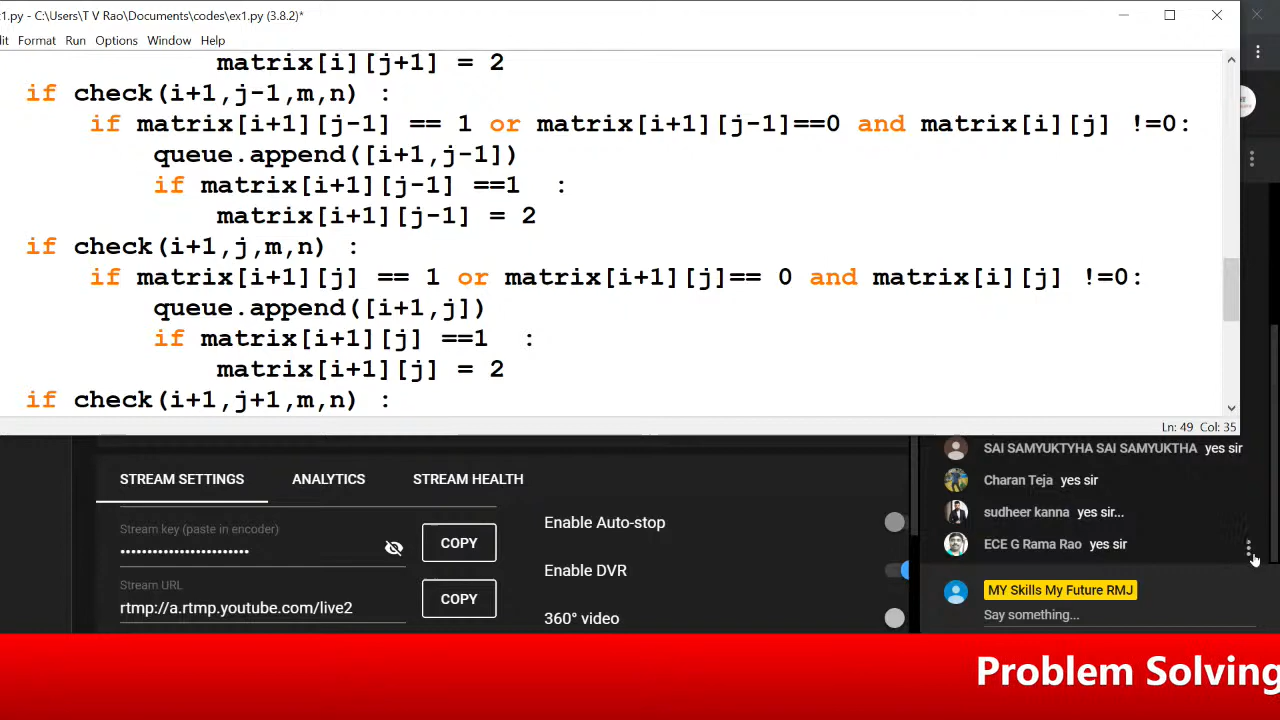 1.py - C:\Users\T V Rao\Documents\codes\ex1.py (3.8.2)*
it Format Run Options Window Help
matrix[i][j+1] = 2
if check(i+1,j-1,m,n) :
if matrix[i+1][j-1] == 1 or matrix[i+1][j-1]==0 and matrix[i][j] !=0:
queue.append([i+1,j-1])
if matrix[i+1][j-1] ==1 :
matrix[i+1][j-1] = 2
if check(i+1,j,m,n) :
if matrix[i+1][j] == 1 or matrix[i+1][j]== 0 and matrix[i][j] !=0:
queue.append([i+1,j])
if matrix[i+1][j] ==1 :
matrix[i+1][j] = 2
if check(i+1,j+1,m,n) :
Ln: 49 Col: 35
STREAM SETTINGS ANALYTICS STREAM HEALTH
Stream key (paste in encoder)
••••••••••••••••••••••••
COPY
Stream URL
rtmp://a.rtmp.youtube.com/live2
COPY
Enable Auto-stop
Enable DVR
360° video
SAI SAMYUKTYHA SAI SAMYUKTHA yes sir
Charan Teja yes sir
sudheer kanna yes sir...
ECE G Rama Rao yes sir
MY Skills My Future RMJ
Say something...
Problem Solving